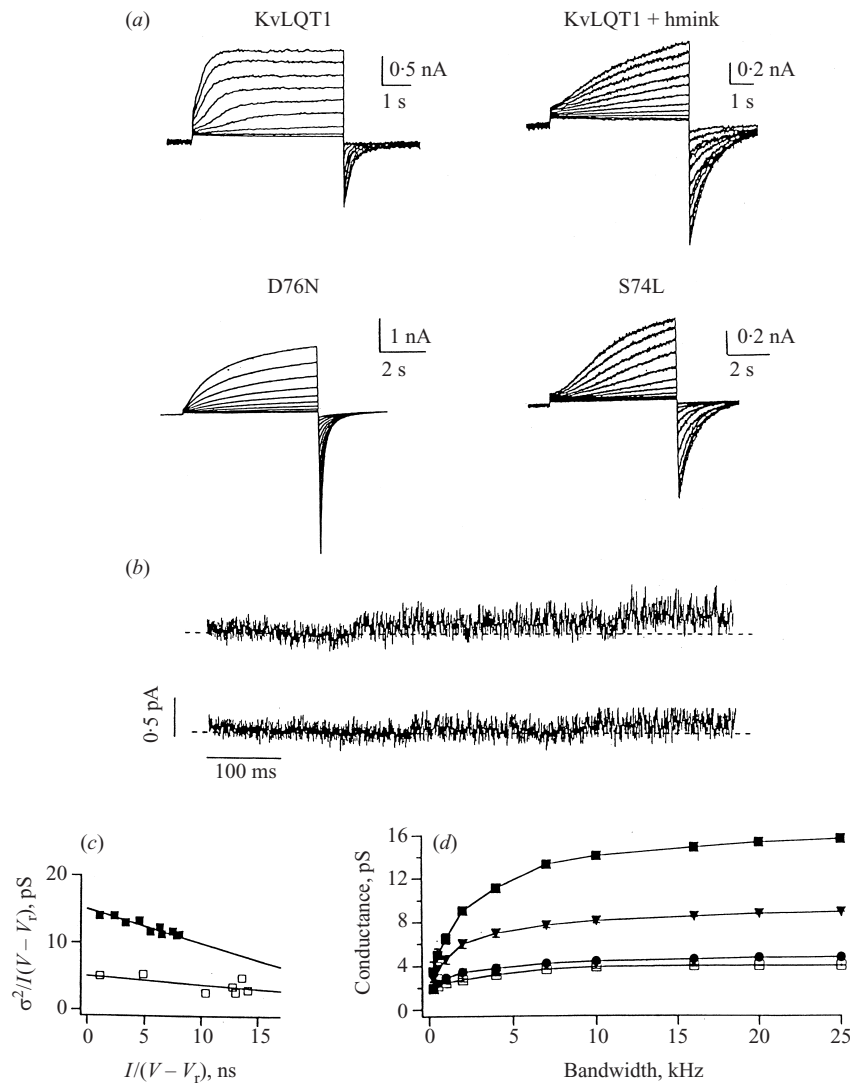 (a)
KvLQT1
KvLQT1 + hmink
0·5 nA
1 s
0·2 nA
1 s
D76N
S74L
1 nA
2 s
0·2 nA
2 s
(b)
0·5 pA
100 ms
(c)
20
10
0
σ²/I(V − Vᵣ), pS
0 5 10 15
I/(V − Vᵣ), ns
(d)
16
12
8
4
0
Conductance, pS
0 5 10 15 20 25
Bandwidth, kHz